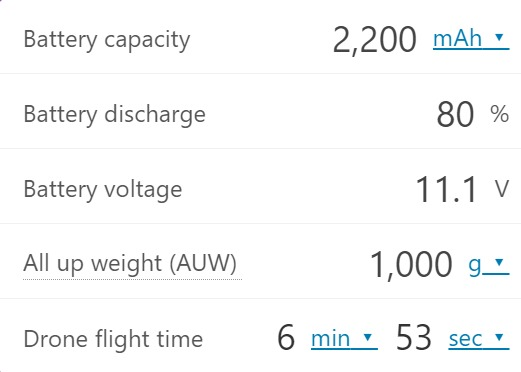 Battery capacity 2,200 mAh
Battery discharge 80 %
Battery voltage 11.1 V
All up weight (AUW) 1,000 g
Drone flight time 6 min 53 sec